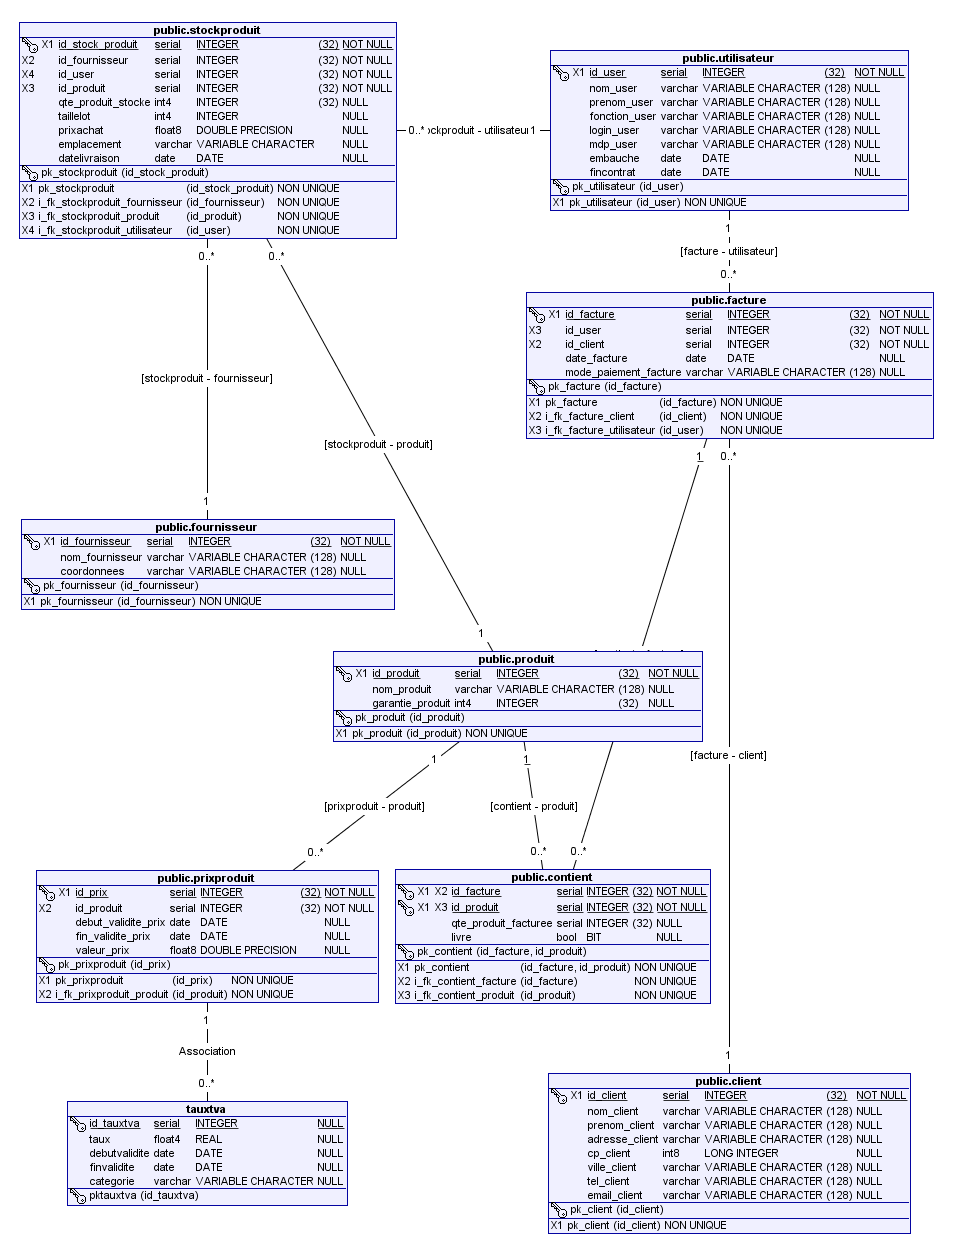 public.stockproduit
X1 id_stock_produit serial INTEGER (32) NOT NULL
X2 id_fournisseur serial INTEGER (32) NOT NULL
X4 id_user serial INTEGER (32) NOT NULL
X3 id_produit serial INTEGER (32) NOT NULL
qte_produit_stocke int4 INTEGER (32) NULL
taillelot int4 INTEGER NULL
prixachat float8 DOUBLE PRECISION NULL
emplacement varchar VARIABLE CHARACTER NULL
datelivraison date DATE NULL
pk_stockproduit (id_stock_produit)
X1 pk_stockproduit (id_stock_produit) NON UNIQUE
X2 i_fk_stockproduit_fournisseur (id_fournisseur) NON UNIQUE
X3 i_fk_stockproduit_produit (id_produit) NON UNIQUE
X4 i_fk_stockproduit_utilisateur (id_user) NON UNIQUE
0..* ckproduit - utilisateur 1
public.utilisateur
X1 id_user serial INTEGER (32) NOT NULL
nom_user varchar VARIABLE CHARACTER (128) NULL
prenom_user varchar VARIABLE CHARACTER (128) NULL
fonction_user varchar VARIABLE CHARACTER (128) NULL
login_user varchar VARIABLE CHARACTER (128) NULL
mdp_user varchar VARIABLE CHARACTER (128) NULL
embauche date DATE NULL
fincontrat date DATE NULL
pk_utilisateur (id_user)
X1 pk_utilisateur (id_user) NON UNIQUE
1
[facture - utilisateur]
0..*
public.facture
X1 id_facture serial INTEGER (32) NOT NULL
X3 id_user serial INTEGER (32) NOT NULL
X2 id_client serial INTEGER (32) NOT NULL
date_facture date DATE NULL
mode_paiement_facture varchar VARIABLE CHARACTER (128) NULL
pk_facture (id_facture)
X1 pk_facture (id_facture) NON UNIQUE
X2 i_fk_facture_client (id_client) NON UNIQUE
X3 i_fk_facture_utilisateur (id_user) NON UNIQUE
0..* 0..*
[stockproduit - fournisseur]
[stockproduit - produit]
1 0..*
1
public.fournisseur
X1 id_fournisseur serial INTEGER (32) NOT NULL
nom_fournisseur varchar VARIABLE CHARACTER (128) NULL
coordonnees varchar VARIABLE CHARACTER (128) NULL
pk_fournisseur (id_fournisseur)
X1 pk_fournisseur (id_fournisseur) NON UNIQUE
1
public.produit
X1 id_produit serial INTEGER (32) NOT NULL
nom_produit varchar VARIABLE CHARACTER (128) NULL
garantie_produit int4 INTEGER (32) NULL
pk_produit (id_produit)
X1 pk_produit (id_produit) NON UNIQUE
1 1
[facture - client]
[prixproduit - produit] [contient - produit]
0..* 0..* 0..*
public.prixproduit
X1 id_prix serial INTEGER (32) NOT NULL
X2 id_produit serial INTEGER (32) NOT NULL
debut_validite_prix date DATE NULL
fin_validite_prix date DATE NULL
valeur_prix float8 DOUBLE PRECISION NULL
pk_prixproduit (id_prix)
X1 pk_prixproduit (id_prix) NON UNIQUE
X2 i_fk_prixproduit_produit (id_produit) NON UNIQUE
public.contient
X1 X2 id_facture serial INTEGER (32) NOT NULL
X1 X3 id_produit serial INTEGER (32) NOT NULL
qte_produit_facturee serial INTEGER (32) NULL
livre bool BIT NULL
pk_contient (id_facture, id_produit)
X1 pk_contient (id_facture, id_produit) NON UNIQUE
X2 i_fk_contient_facture (id_facture) NON UNIQUE
X3 i_fk_contient_produit (id_produit) NON UNIQUE
1
Association
0..*
1
tauxtva
id_tauxtva serial INTEGER NULL
taux float4 REAL NULL
debutvalidite date DATE NULL
finvalidite date DATE NULL
categorie varchar VARIABLE CHARACTER NULL
pktauxtva (id_tauxtva)
public.client
X1 id_client serial INTEGER (32) NOT NULL
nom_client varchar VARIABLE CHARACTER (128) NULL
prenom_client varchar VARIABLE CHARACTER (128) NULL
adresse_client varchar VARIABLE CHARACTER (128) NULL
cp_client int8 LONG INTEGER NULL
ville_client varchar VARIABLE CHARACTER (128) NULL
tel_client varchar VARIABLE CHARACTER (128) NULL
email_client varchar VARIABLE CHARACTER (128) NULL
pk_client (id_client)
X1 pk_client (id_client) NON UNIQUE